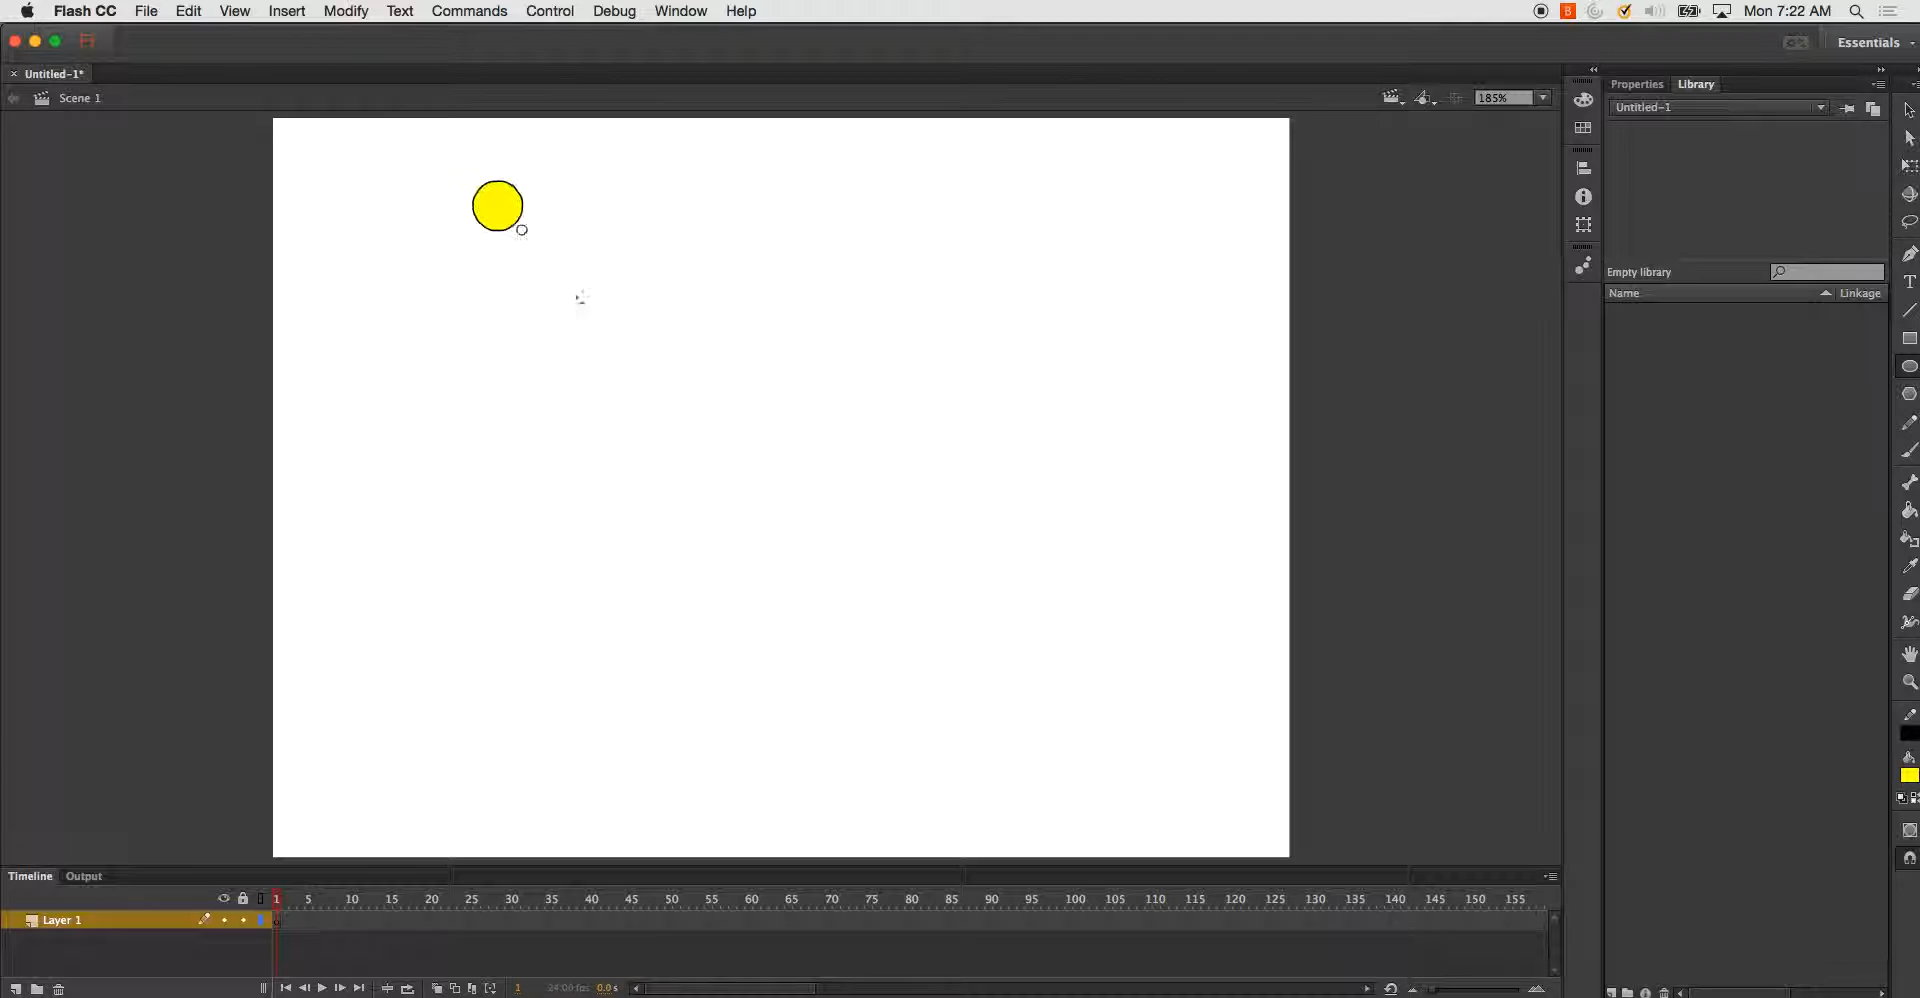 Flash CC File Edit View Insert Modify Text Commands Control Debug Window Help Mon 7:22 AM
Essentials
Untitled-1*
Scene 1
185%
Properties Library
Untitled-1
Empty library
Name Linkage
Timeline Output
1 5 10 15 20 25 30 35 40 45 50 55 60 65 70 75 80 85 90 95 100 105 110 115 120 125 130 135 140 145 150 155
Layer 1
1 24.00 fps 0.0 s